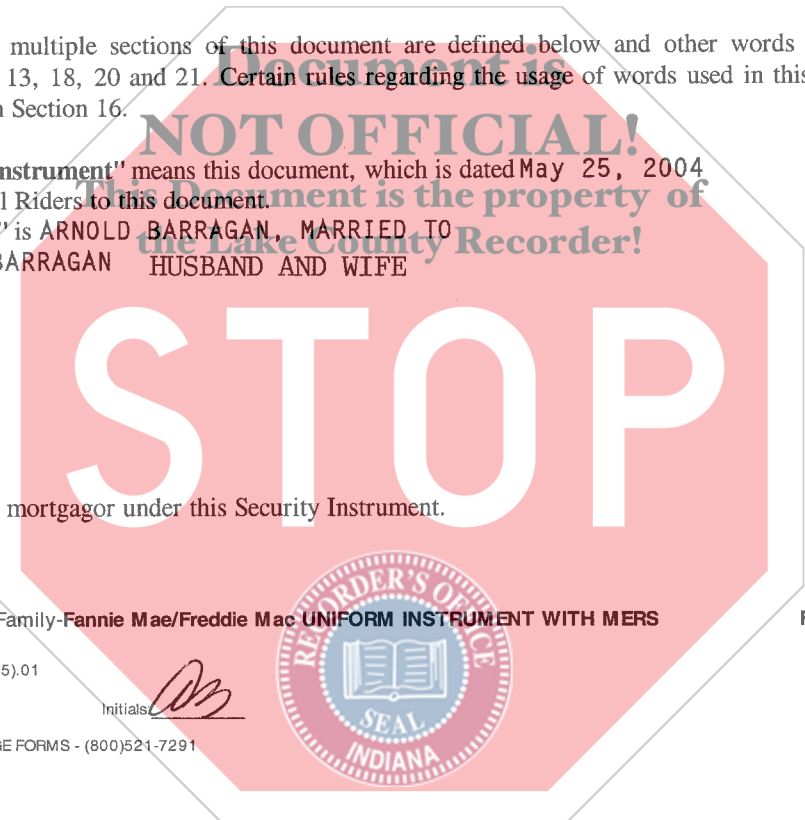 multiple sections of this document are defined below and other words
Document is
13, 18, 20 and 21. Certain rules regarding the usage of words used in this
Section 16.
NOT OFFICIAL!
nstrument" means this document, which is dated May 25, 2004
This Document is the property of
l Riders to this document.
" is ARNOLD BARRAGAN, MARRIED TO
the Lake County Recorder!
BARRAGAN HUSBAND AND WIFE
STOP
mortgagor under this Security Instrument.
RECORDER'S OFFICE
Family-Fannie Mae/Freddie Mac UNIFORM INSTRUMENT WITH MERS
5).01
Initials:
SEAL
GE FORMS - (800)521-7291
INDIANA